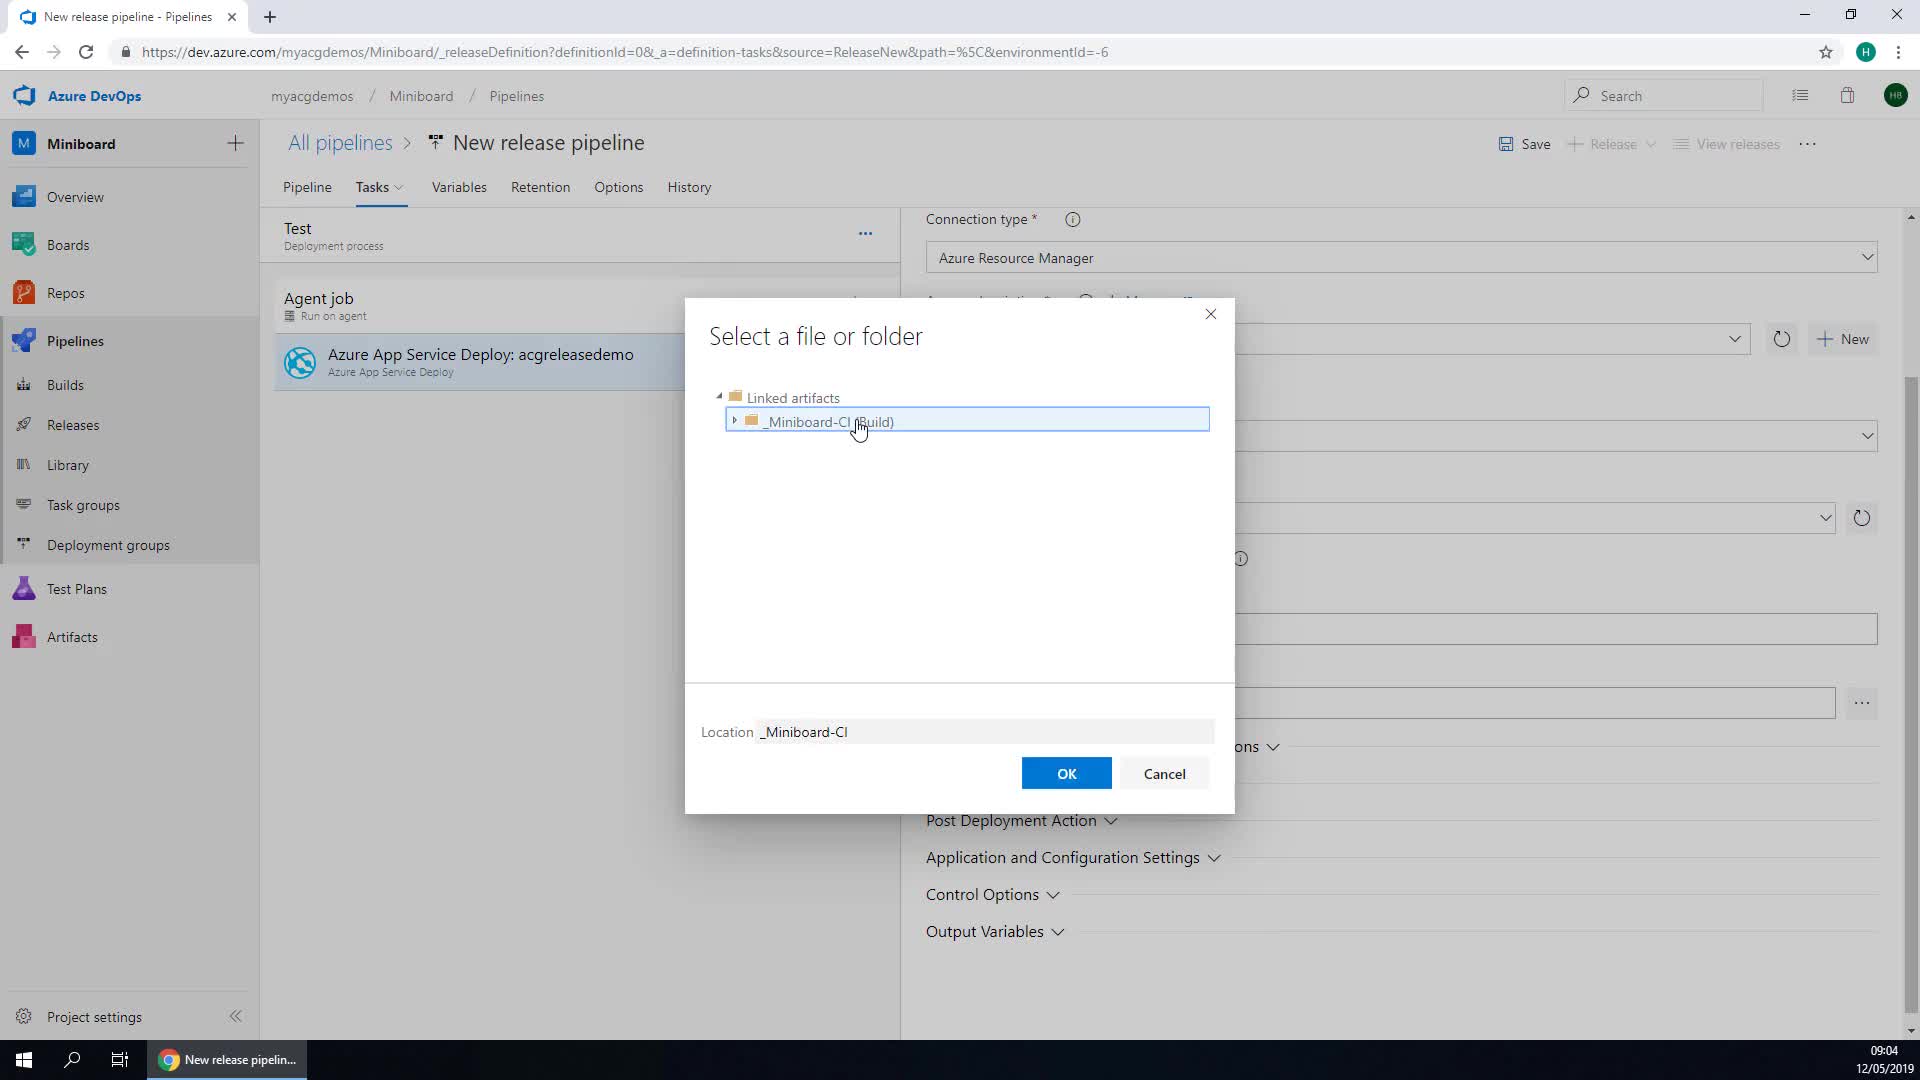 New release pipeline - Pipelines
https://dev.azure.com/myacgdemos/Miniboard/_releaseDefinition?definitionId=0&_a=definition-tasks&source=ReleaseNew&path=%5C&environmentId=-6
H
Azure DevOps
myacgdemos / Miniboard / Pipelines
Search
HB
M
Miniboard
All pipelines > New release pipeline
Save
Release
View releases
Overview
Boards
Repos
Pipelines
Builds
Releases
Library
Task groups
Deployment groups
Test Plans
Artifacts
Project settings
Pipeline
Tasks
Variables
Retention
Options
History
Test
Deployment process
Agent job
Run on agent
Azure App Service Deploy: acgreleasedemo
Azure App Service Deploy
Connection type *
Azure Resource Manager
New
Select a file or folder
Linked artifacts
_Miniboard-CI (Build)
Location _Miniboard-CI
OK
Cancel
ons
Post Deployment Action
Application and Configuration Settings
Control Options
Output Variables
New release pipelin...
09:04
12/05/2019